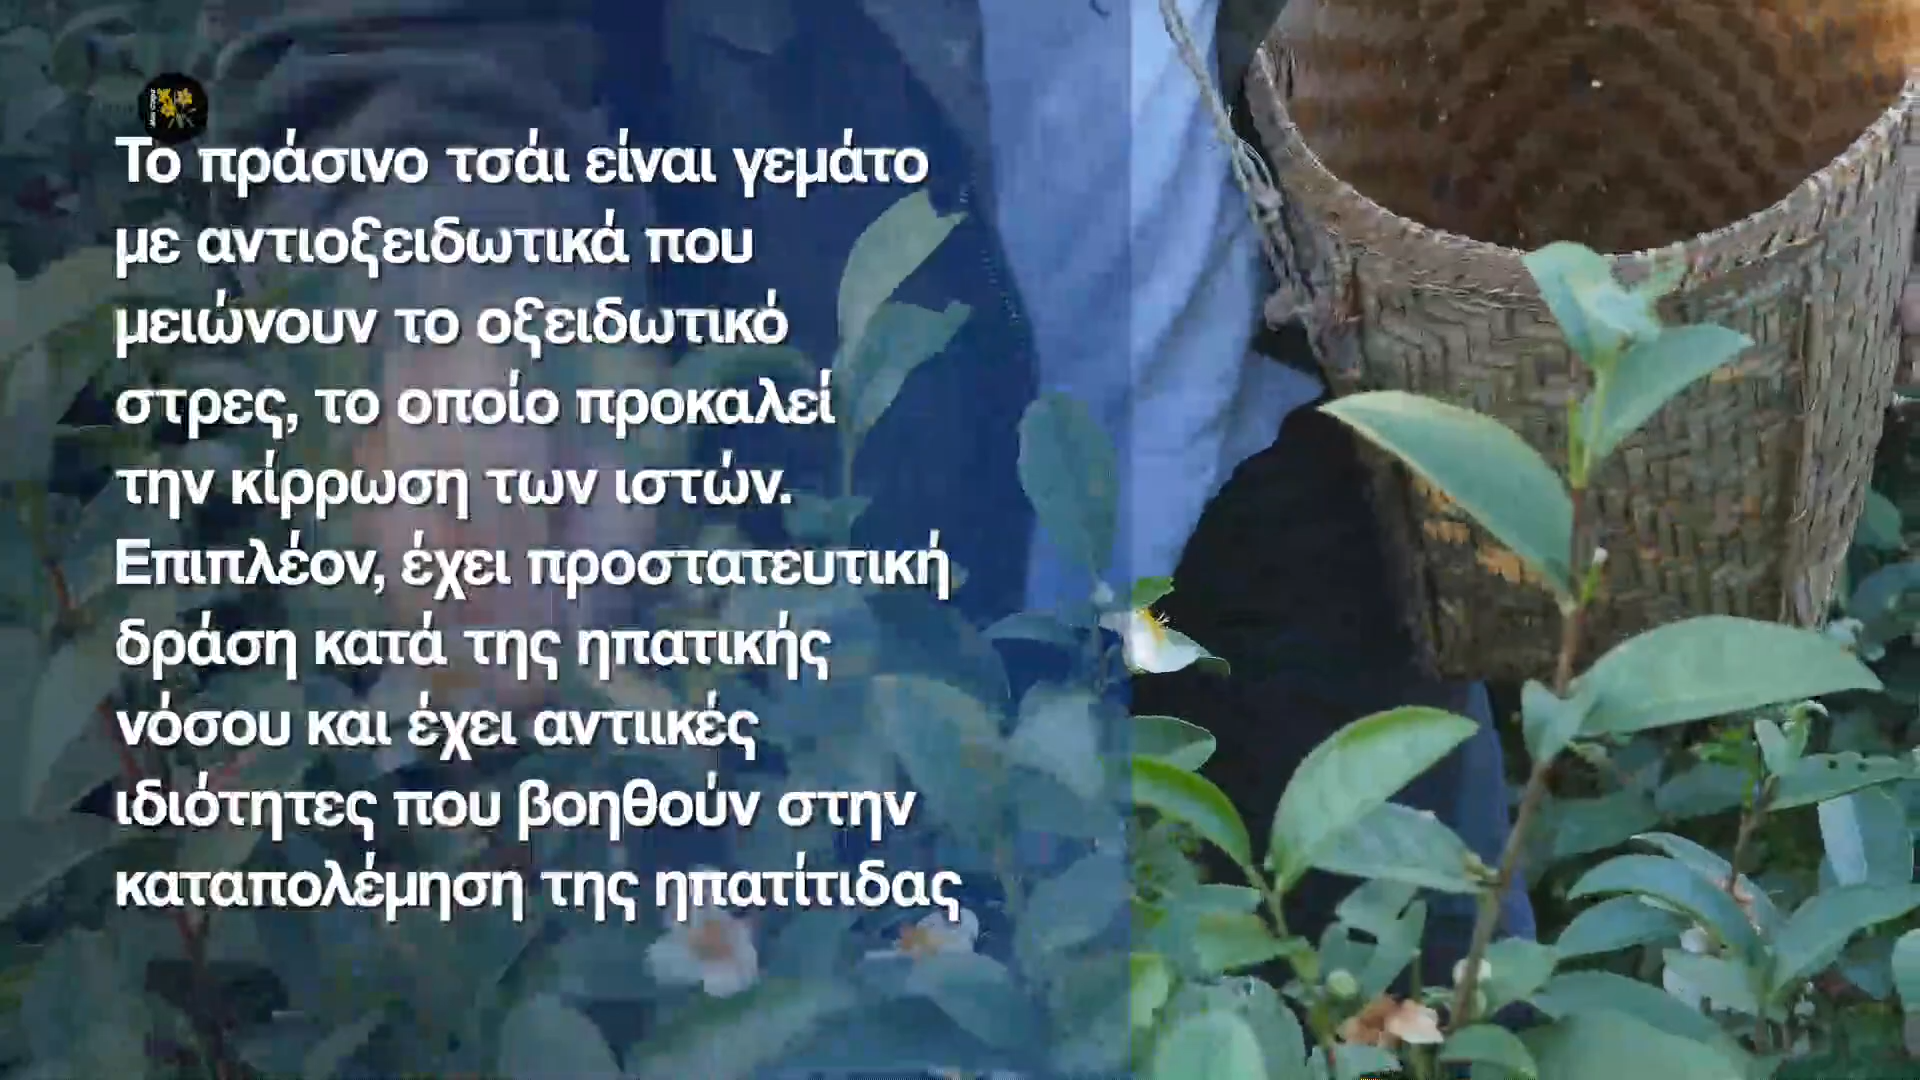 Το πράσινο τσάι είναι γεμάτο
με αντιοξειδωτικά που
μειώνουν το οξειδωτικό
στρες, το οποίο προκαλεί
την κίρρωση των ιστών.
Επιπλέον, έχει προστατευτική
δράση κατά της ηπατικής
νόσου και έχει αντιικές
ιδιότητες που βοηθούν στην
καταπολέμηση της ηπατίτιδας